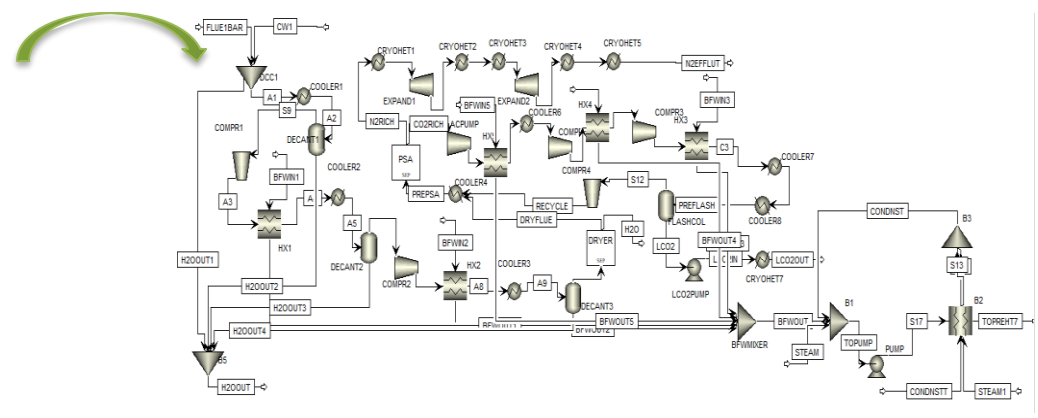 FLUE1BAR
CW1
DCC1
COOLER1
A1
S9
A2
DECANT1
COMPR1
COOLER2
BFWIN1
A3
HX1
A5
DECANT2
H2OOUT1
H2OOUT2
H2OOUT3
H2OOUT4
B5
H2OOUT
CRYOHET1
CRYOHET2
CRYOHET3
CRYOHET4
CRYOHET5
N2EFFLUT
EXPAND1
EXPAND2
BFWIN5
COOLER6
HX4
COMPR3
BFWIN3
HX3
N2RICH
CO2RICH
ACPUMP
PSA
SEP
COMPR4
C3
COOLER7
PREPSA
COOLER4
RECYCLE
S12
PREFLASH
FLASHCOL
COOLER8
DRYFLUE
H2O
DRYER
SEP
LCO2
BFWOUT4
LCO2PUMP
CRYOHET7
LCO2OUT
COMPR2
BFWIN2
HX2
A8
COOLER3
A9
DECANT3
BFWOUT5
BFWOUT2
BFWMIXER
BFWOUT
CONDNST
B3
S13
B1
B2
S17
TOPREHT7
STEAM
TOPUMP
PUMP
CONDNSTT
STEAM1